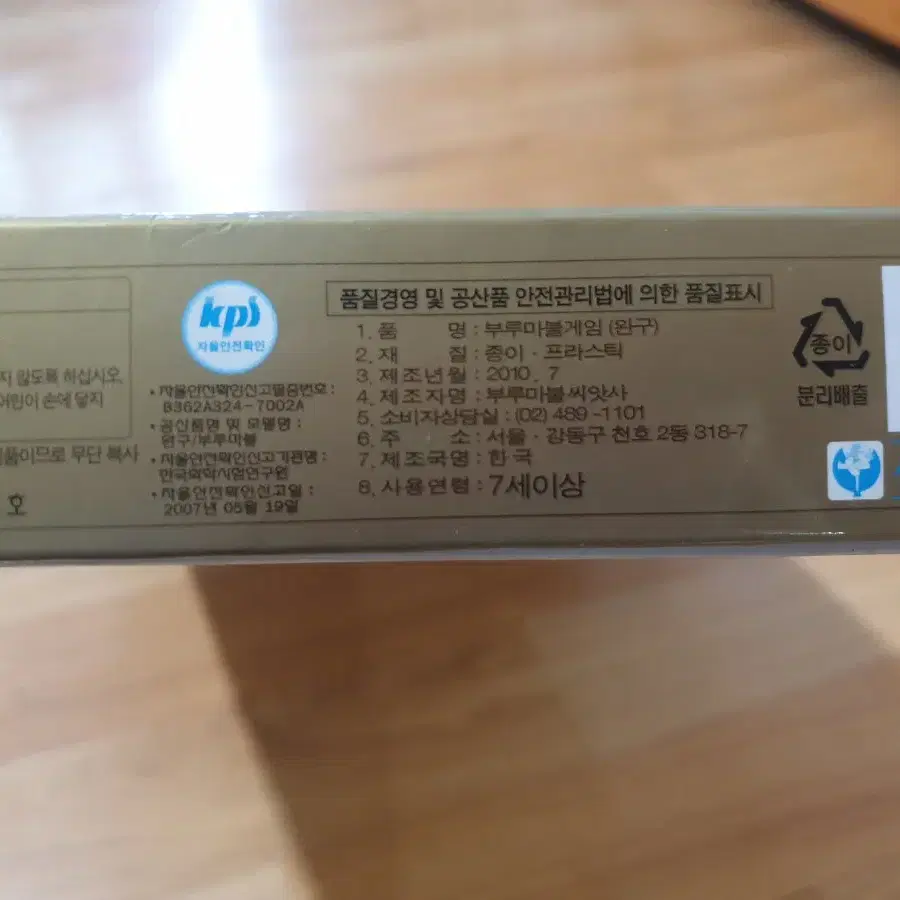 지 않도록 하십시오.
어린이 손에 닿지
품이므로 무단 복사
호
kps
자율안전확인
• 자율안전확인신고필증번호 :
B362A324-7002A
• 공산품명 및 모델명 :
완구/부루마불
• 자율안전확인신고기관명 :
한국화학시험연구원
• 자율안전확인신고일 :
2007년 05월 19일
품질경영 및 공산품 안전관리법에 의한 품질표시
1. 품 명 : 부루마불게임 (완구)
2. 재 질 : 종이 · 프라스틱
3. 제조년월 : 2010. 7
4. 제조자명 : 부루마불씨앗사
5. 소비자상담실 : (02) 489-1101
6. 주 소 : 서울 · 강동구 천호 2동 318-7
7. 제조국명 : 한국
8. 사용연령 : 7세이상
종이
분리배출